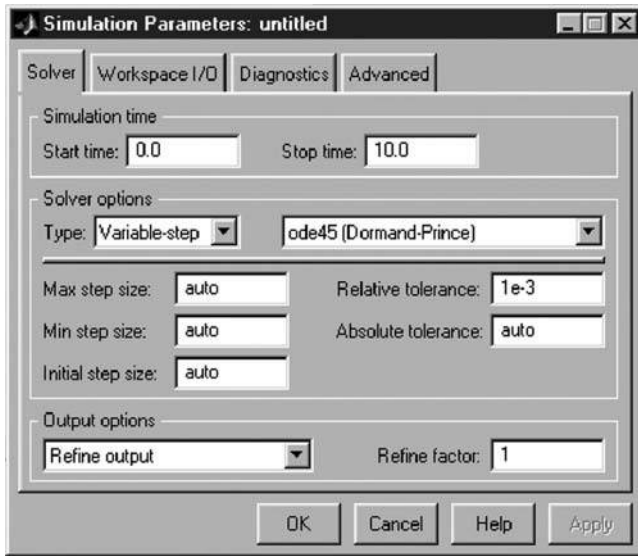 Simulation Parameters: untitled
Solver Workspace I/O Diagnostics Advanced
Simulation time
Start time: 0.0 Stop time: 10.0
Solver options
Type: Variable-step ode45 (Dormand-Prince)
Max step size: auto Relative tolerance: 1e-3
Min step size: auto Absolute tolerance: auto
Initial step size: auto
Output options
Refine output Refine factor: 1
OK Cancel Help Apply